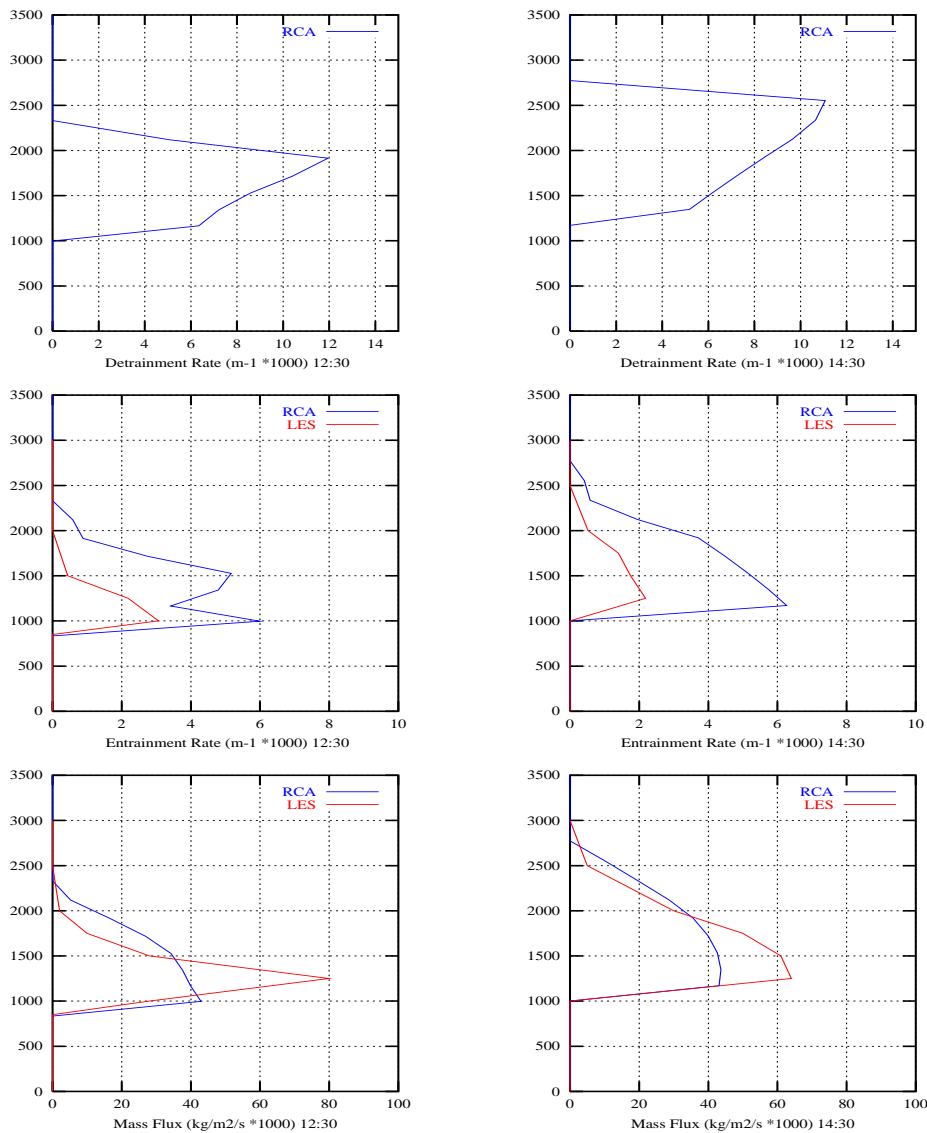 3500
RCA
3000
2500
2000
1500
1000
500
0
0 2 4 6 8 10 12 14
Detrainment Rate (m-1 *1000) 12:30
3500
RCA
3000
2500
2000
1500
1000
500
0
0 2 4 6 8 10 12 14
Detrainment Rate (m-1 *1000) 14:30
3500
RCA
LES
3000
2500
2000
1500
1000
500
0
0 2 4 6 8 10
Entrainment Rate (m-1 *1000) 12:30
3500
RCA
LES
3000
2500
2000
1500
1000
500
0
0 2 4 6 8 10
Entrainment Rate (m-1 *1000) 14:30
3500
RCA
LES
3000
2500
2000
1500
1000
500
0
0 20 40 60 80 100
Mass Flux (kg/m2/s *1000) 12:30
3500
RCA
LES
3000
2500
2000
1500
1000
500
0
0 20 40 60 80 100
Mass Flux (kg/m2/s *1000) 14:30